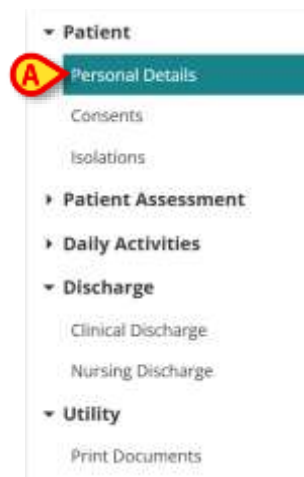 Patient
A
Personal Details
Consents
Isolations
Patient Assessment
Daily Activities
Discharge
Clinical Discharge
Nursing Discharge
Utility
Print Documents